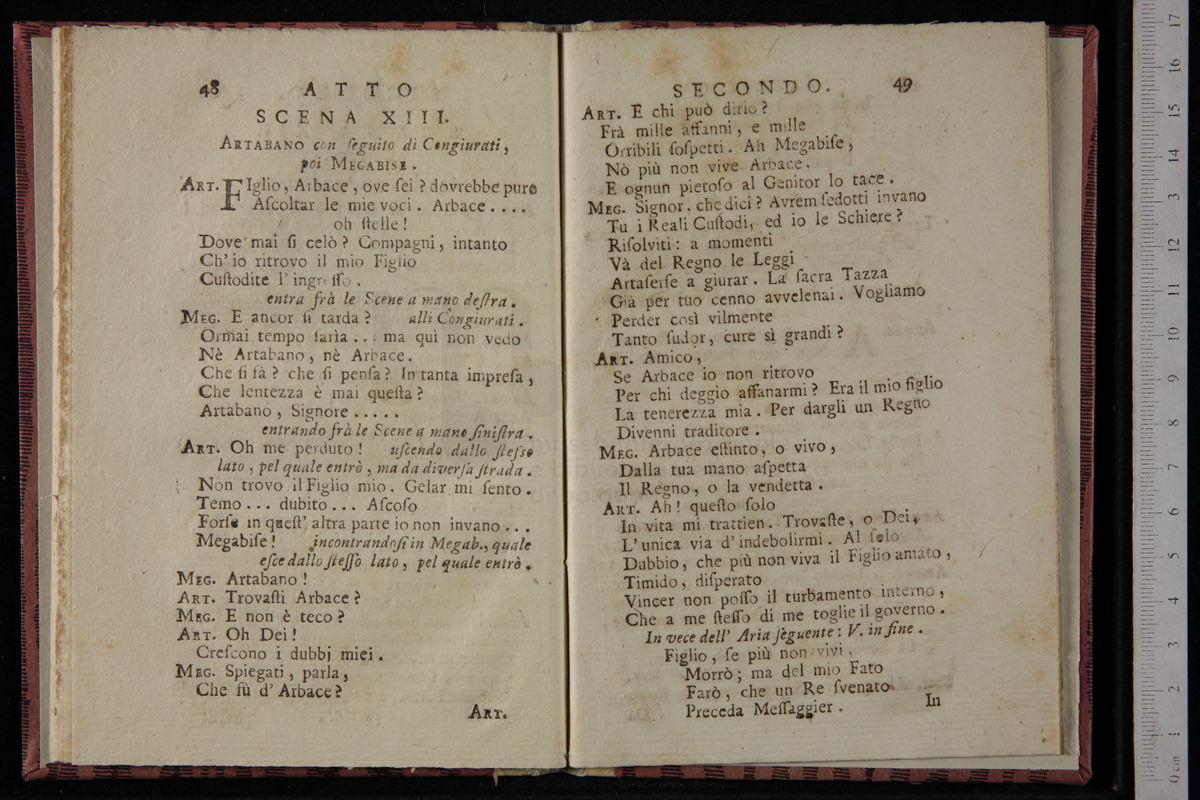 48 ATTO
SCENA XIII.
ARTABANO con ſeguito di Congiurati,
poi MEGABISE.
ART. FIglio, Arbace, ove ſei? dovrebbe pure
Aſcoltar le mie voci. Arbace....
oh ſtelle!
Dove mai ſi celò? Compagni, intanto
Ch'io ritrovo il mio Figlio
Cuſtodite l'ingreſſo.
entra frà le Scene a mano deſtra.
MEG. E ancor ſi tarda? alli Congiurati.
Ormai tempo ſarìa... ma quì non vedo
Nè Artabano, nè Arbace.
Che ſi fà? che ſi penſa? In tanta impreſa,
Che lentezza è mai queſta?
Artabano, Signore.....
entrando frà le Scene a mano ſiniſtra.
ART. Oh me perduto! uſcendo dallo ſteſso
lato, pel quale entrò, ma da diverſa ſtrada.
Non trovo il Figlio mio. Gelar mi ſento.
Temo... dubito... Aſcoſo
Forſe in queſt'altra parte io non invano...
Megabiſe! incontrandoſi in Megab., quale
eſce dallo ſteſſo lato, pel quale entrò.
MEG. Artabano!
ART. Trovaſti Arbace?
MEG. E non è teco?
ART. Oh Dei!
Creſcono i dubbj miei.
MEG. Spiegati, parla,
Che fù d'Arbace?
ART.
SECONDO. 49
ART. E chi può dirlo?
Frà mille affanni, e mille
Orribili ſoſpetti. Ah Megabiſe,
Nò più non vive Arbace.
E ognun pietoſo al Genitor lo tace.
MEG. Signor, che dici? Avrem ſedotti invano
Tu i Reali Cuſtodi, ed io le Schiere?
Riſolviti: a momenti
Và del Regno le Leggi
Artaſerſe a giurar. La ſacra Tazza
Già per tuo cenno avvelenai. Vogliamo
Perder così vilmente
Tanto ſudor, cure sì grandi?
ART. Amico,
Se Arbace io non ritrovo
Per chi deggio affanarmi? Era il mio figlio
La tenerezza mia. Per dargli un Regno
Divenni traditore.
MEG. Arbace eſtinto, o vivo,
Dalla tua mano aſpetta
Il Regno, o la vendetta.
ART. Ah! queſto ſolo
In vita mi trattien. Trovaſte, o Dei,
L'unica via d'indebolirmi. Al ſolo
Dubbio, che più non viva il Figlio amato,
Timido, diſperato
Vincer non poſſo il turbamento interno,
Che a me ſteſſo di me toglie il governo.
In vece dell' Aria ſeguente: V. in fine.
Figlio, ſe più non vivi,
Morrò; ma del mio Fato
Farò, che un Re ſvenato
Preceda Meſſaggier.
In